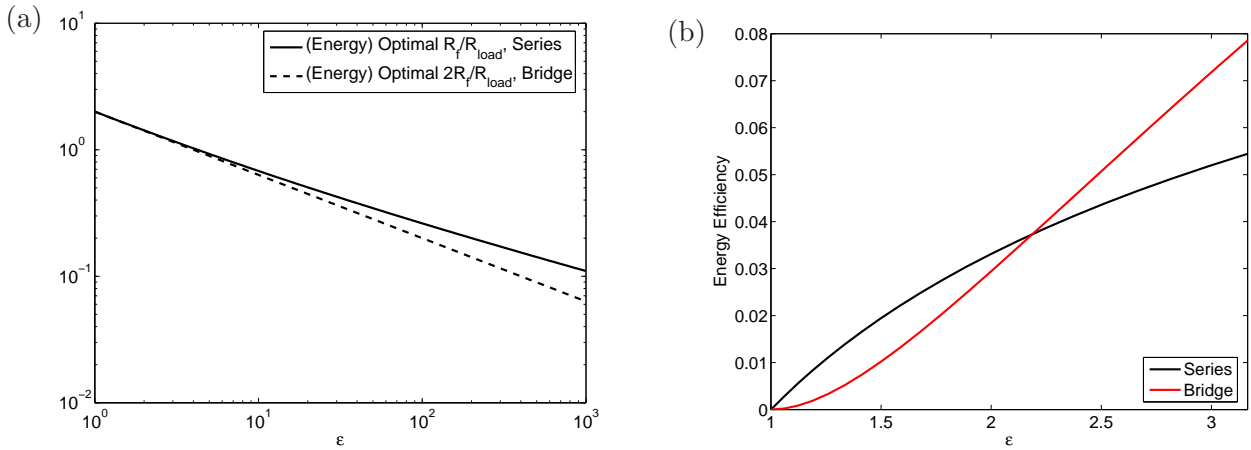 (a)
10^1
10^0
10^-1
10^-2
(Energy) Optimal R_f/R_load, Series
(Energy) Optimal 2R_f/R_load, Bridge
10^0 10^1 10^2 10^3
ε
(b)
Energy Efficiency
0.08
0.07
0.06
0.05
0.04
0.03
0.02
0.01
0
Series
Bridge
1 1.5 2 2.5 3
ε